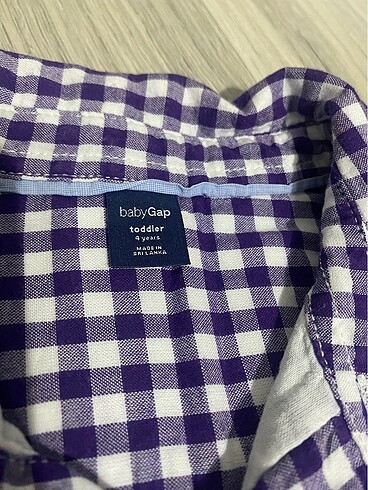 babyGap
toddler
4 years
MADE IN
SRI LANKA